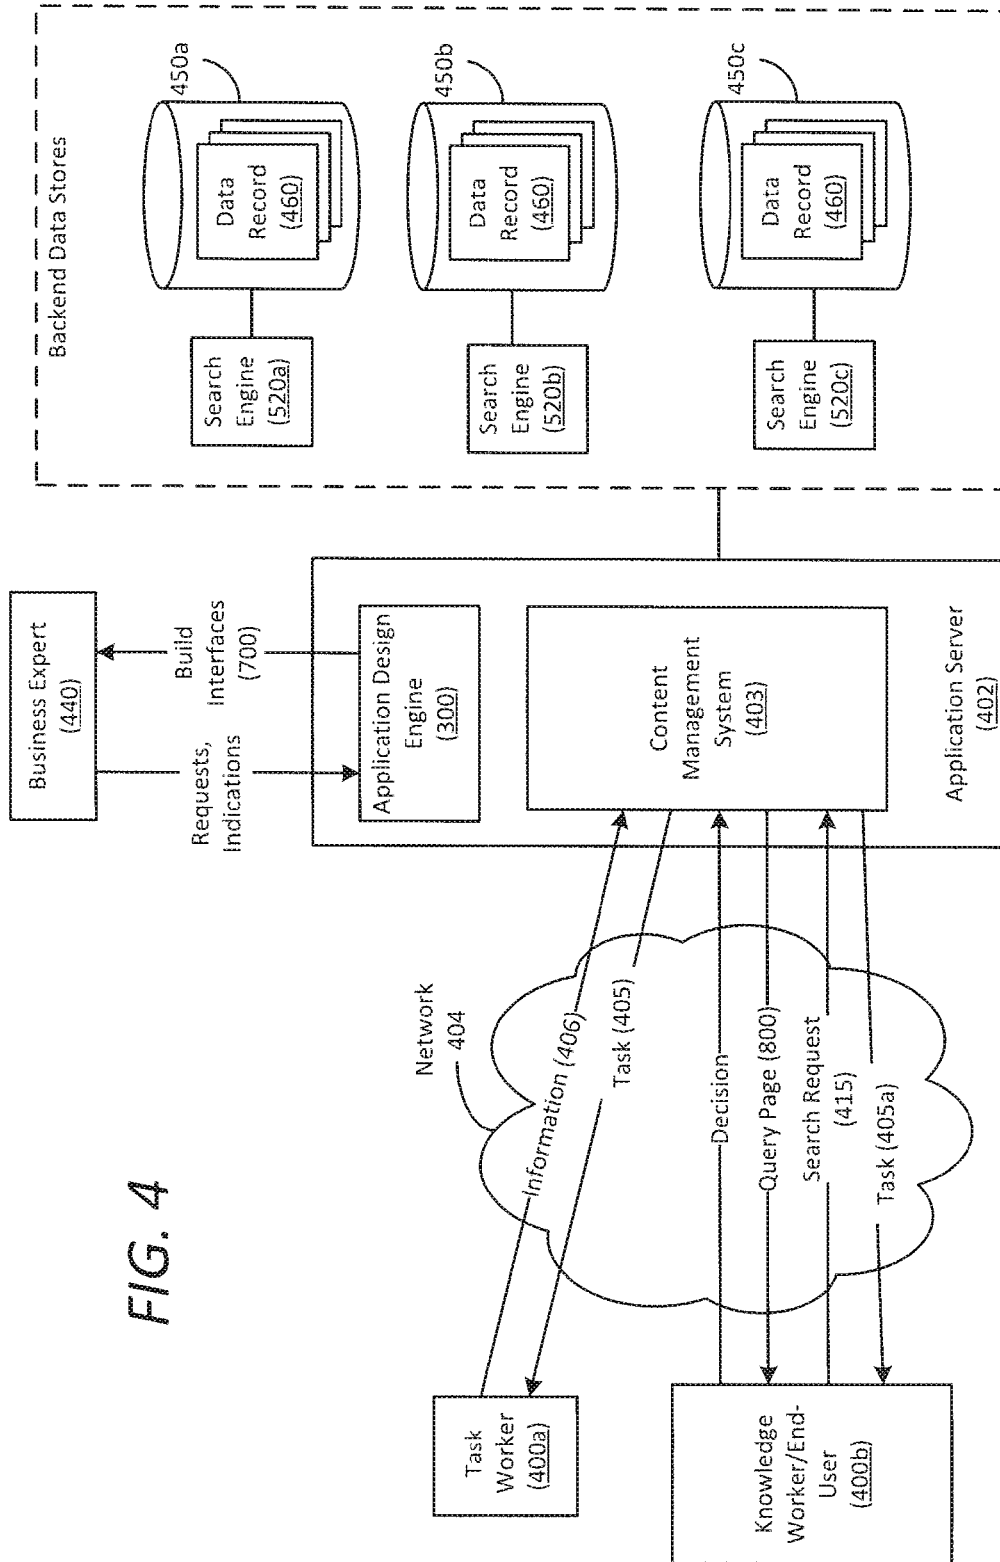 FIG. 4
Task
Worker
(400a)
Knowledge
Worker/End-
User
(400b)
Network
404
Information (406)
Task (405)
Decision
Query Page (800)
Search Request
(415)
Task (405a)
Business Expert
(440)
Requests,
Indications
Build
Interfaces
(700)
Application Design
Engine
(300)
Content
Management
System
(403)
Application Server
(402)
Backend Data Stores
Search
Engine
(520a)
Data
Record
(460)
450a
Search
Engine
(520b)
Data
Record
(460)
450b
Search
Engine
(520c)
Data
Record
(460)
450c